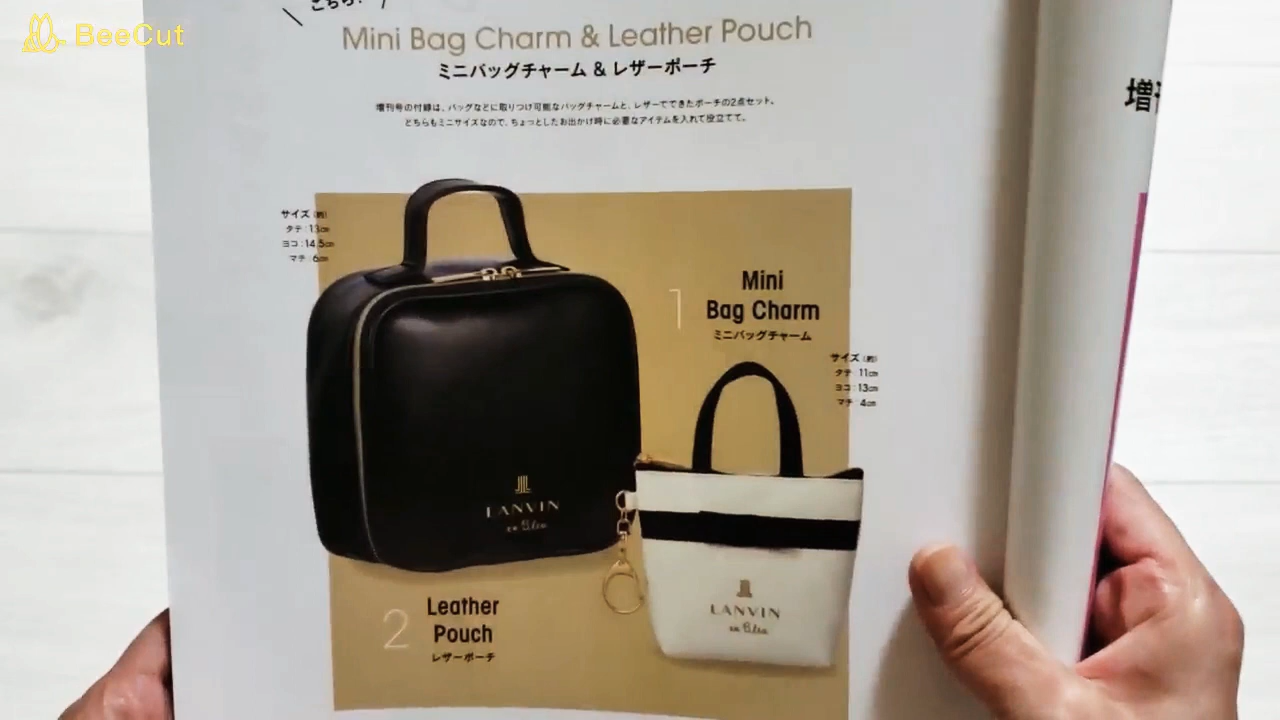 BeeCut
こちら!
Mini Bag Charm & Leather Pouch
ミニバッグチャーム & レザーポーチ
増刊号の付録は、バッグなどに取りつけ可能なバッグチャームと、レザーでできたポーチの2点セット。
どちらもミニサイズなので、ちょっとしたお出かけ時に必要なアイテムを入れて役立てて。
サイズ(約)
タテ:13cm
ヨコ:14.5cm
マチ:6cm
1
Mini
Bag Charm
ミニバッグチャーム
サイズ(約)
タテ:11cm
ヨコ:13cm
マチ:4cm
LANVIN
en Bleu
LANVIN
en Bleu
2
Leather
Pouch
レザーポーチ
増刊